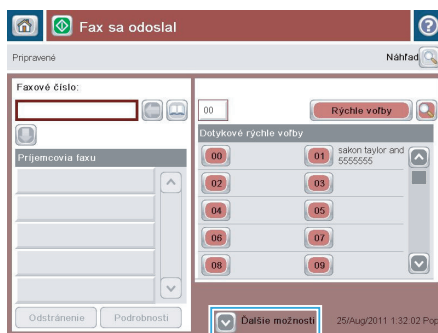 Fax sa odoslal
Pripravené
Náhľad
Faxové číslo:
00
Rýchle voľby
Dotykové rýchle voľby
Príjemcovia faxu
00
01
sakon taylor and
5555555
02
03
04
05
06
07
08
09
Odstránenie
Podrobnosti
Ďalšie možnosti
25/Aug/2011 1:32:02 Pop